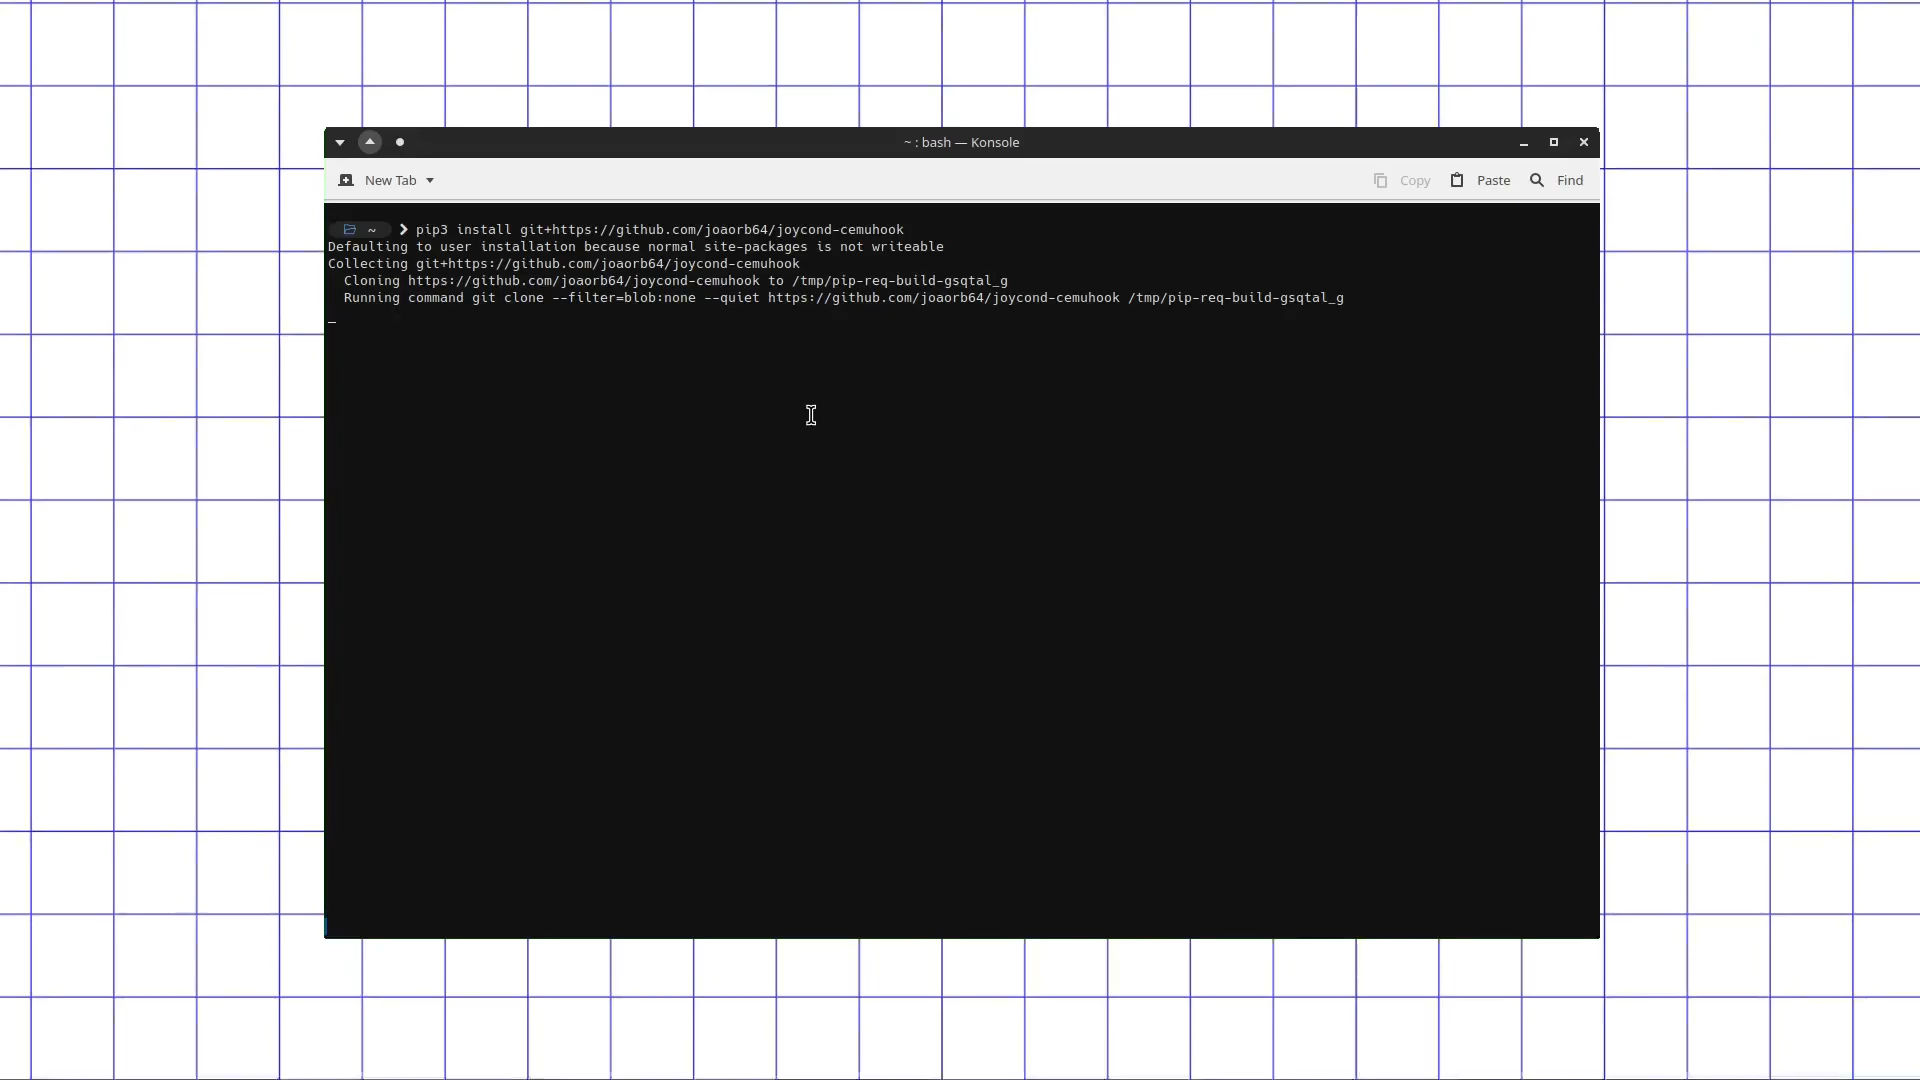 ~ : bash — Konsole
New Tab
Copy Paste Find
~ ❯ pip3 install git+https://github.com/joaorb64/joycond-cemuhook
Defaulting to user installation because normal site-packages is not writeable
Collecting git+https://github.com/joaorb64/joycond-cemuhook
Cloning https://github.com/joaorb64/joycond-cemuhook to /tmp/pip-req-build-gsqtal_g
Running command git clone --filter=blob:none --quiet https://github.com/joaorb64/joycond-cemuhook /tmp/pip-req-build-gsqtal_g